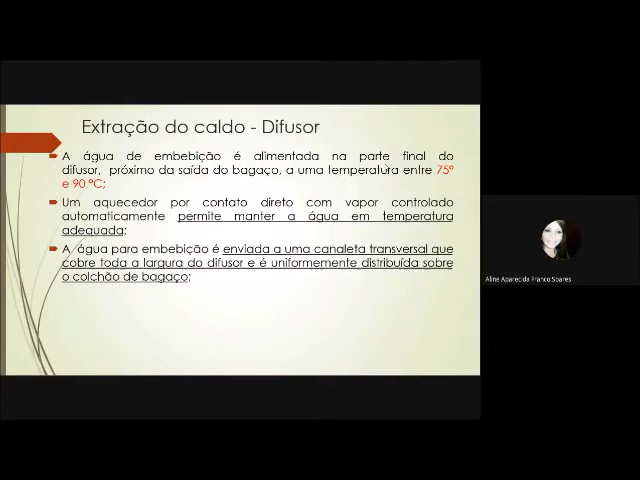 Extração do caldo - Difusor
A água de embebição é alimentada na parte final do
difusor, próximo da saída do bagaço, a uma temperatura entre 75°
e 90 °C;
Um aquecedor por contato direto com vapor controlado
automaticamente permite manter a água em temperatura
adequada;
A água para embebição é enviada a uma canaleta transversal que
cobre toda a largura do difusor e é uniformemente distribuída sobre
o colchão de bagaço;
Aline Aparecida Franco Soares